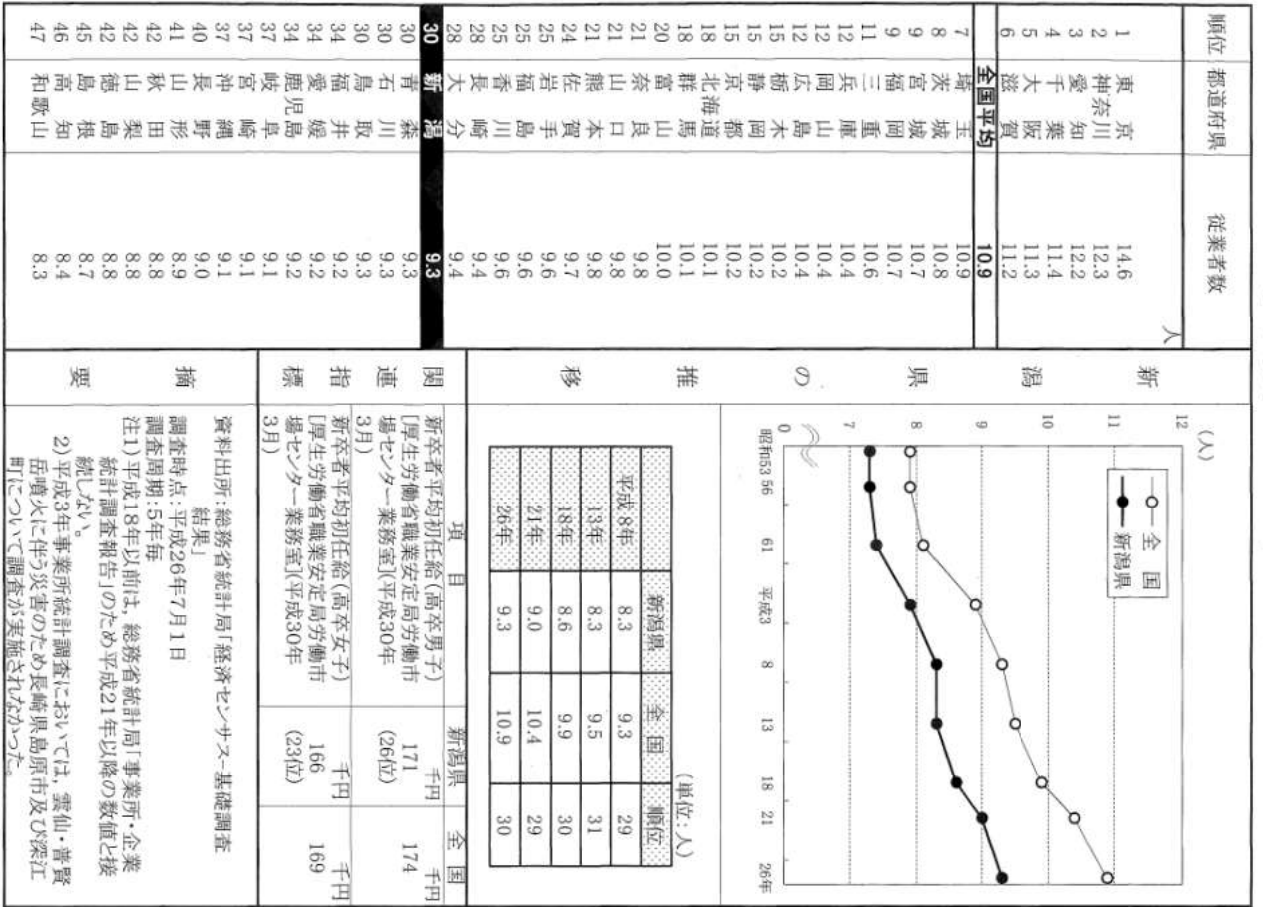 順位 都道府県 従業者数
人
1 東京 14.6
2 神奈川 12.3
3 愛知 12.2
4 千葉 11.4
5 大阪 11.3
6 滋賀 11.2
全国平均 10.9
7 埼玉 10.9
8 茨城 10.8
9 宮城 10.7
9 福岡 10.7
11 三重 10.6
12 兵庫 10.4
12 岡山 10.4
12 広島 10.4
15 栃木 10.2
15 静岡 10.2
15 京都 10.2
18 北海道 10.1
18 群馬 10.1
20 富山 10.0
21 奈良 9.8
21 山口 9.8
21 熊本 9.8
24 佐賀 9.7
25 岩手 9.6
25 福島 9.6
25 香川 9.6
28 長崎 9.4
28 大分 9.4
30 新潟 9.3
30 青森 9.3
30 石川 9.3
30 鳥取 9.3
34 福井 9.2
34 愛媛 9.2
34 鹿児島 9.2
37 岐阜 9.1
37 宮崎 9.1
37 沖縄 9.1
40 長野 9.0
41 山形 8.9
42 秋田 8.8
42 山梨 8.8
42 徳島 8.8
45 島根 8.7
46 高知 8.4
47 和歌山 8.3
新潟県の推移
(人)
12
11
10
9
8
7
0
全国
新潟県
昭和53 56 61 平成3 8 13 18 21 26年
(単位:人)
新潟県 全国 順位
平成8年 8.3 9.3 29
13年 8.3 9.5 31
18年 8.6 9.9 30
21年 9.0 10.4 29
26年 9.3 10.9 30
関連指標
項目 新潟県 全国
千円 千円
新卒者平均初任給(高卒男子) 171 174
[厚生労働省職業安定局労働市 (26位)
場センター業務室](平成30年
3月)
千円 千円
新卒者平均初任給(高卒女子) 166 169
[厚生労働省職業安定局労働市 (23位)
場センター業務室](平成30年
3月)
摘要
資料出所:総務省統計局「経済センサス-基礎調査
結果」
調査時点:平成26年7月1日
調査周期:5年毎
注1)平成18年以前は,総務省統計局「事業所・企業
統計調査報告」のため平成21年以降の数値と接
続しない。
2)平成3年事業所統計調査においては,雲仙・普賢
岳噴火に伴う災害のため長崎県島原市及び深江
町について調査が実施されなかった。